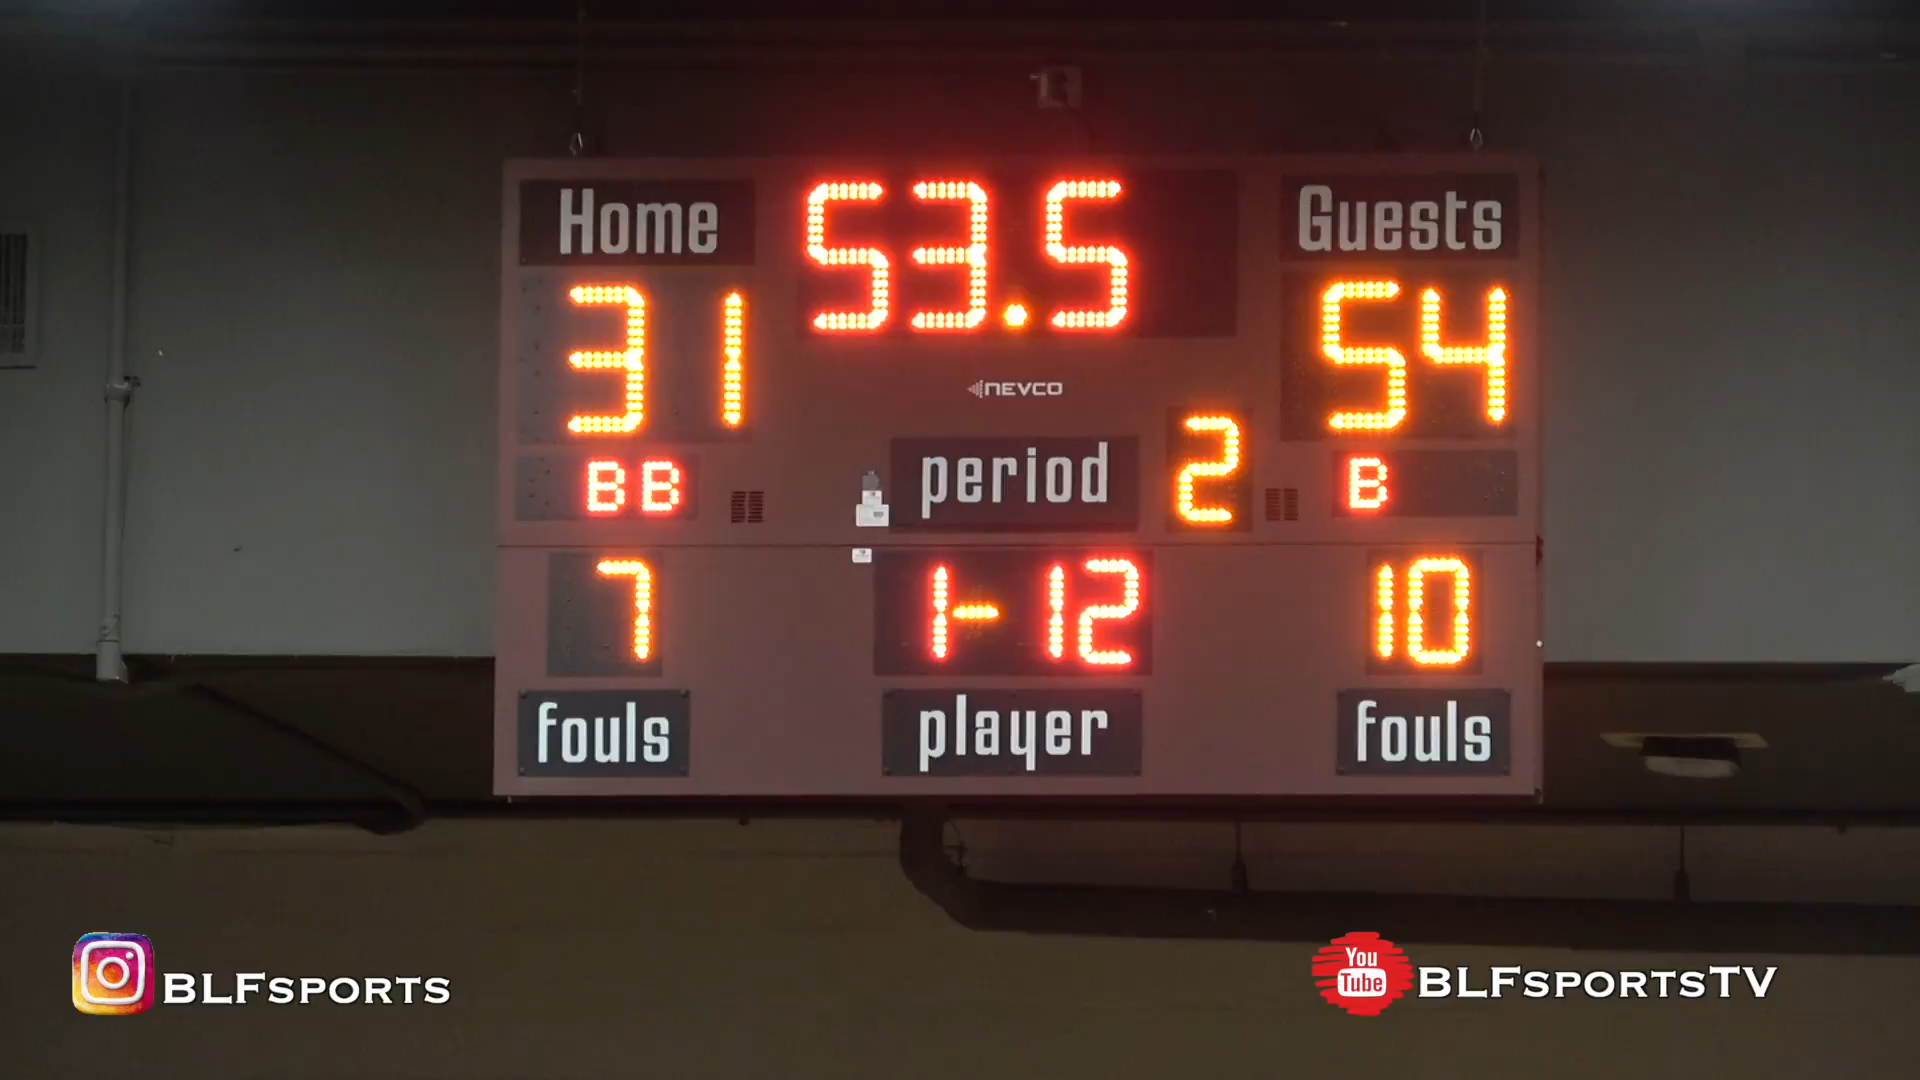 Home
53.5
Guests
31
54
NEVCO
BB
period
2
B
7
1-12
10
fouls
player
fouls
BLFSPORTS
You
Tube
BLFSPORTSTV